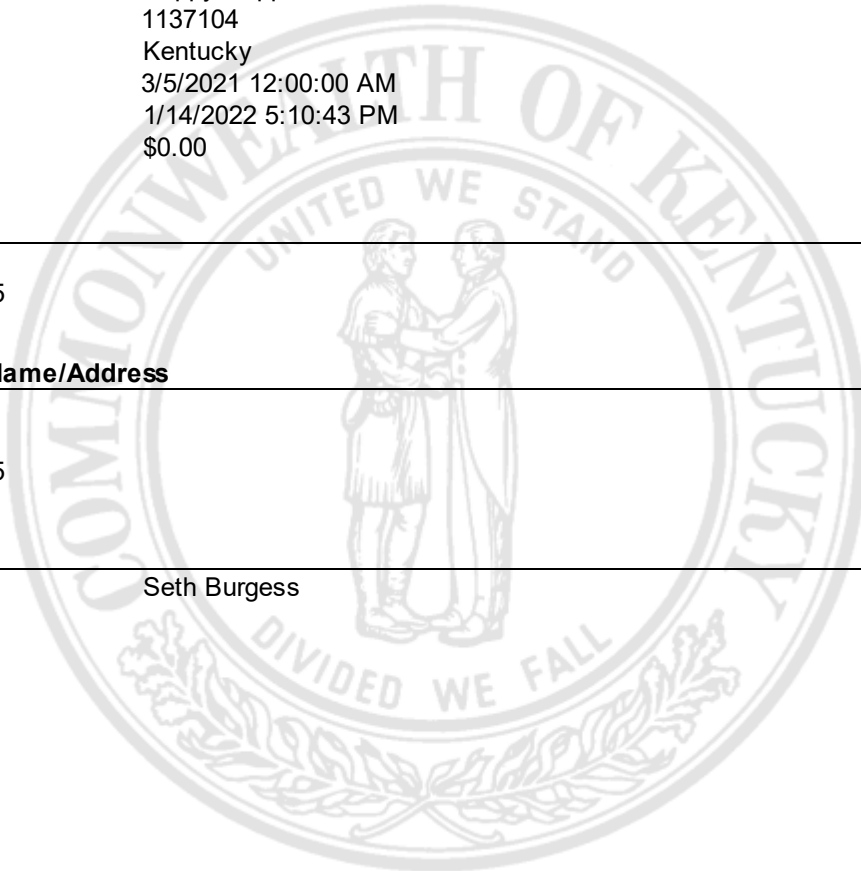 1137104
Kentucky
3/5/2021 12:00:00 AM
1/14/2022 5:10:43 PM
$0.00
COMMONWEALTH OF KENTUCKY
UNITED WE STAND
5
ame/Address
5
Seth Burgess
DIVIDED WE FALL